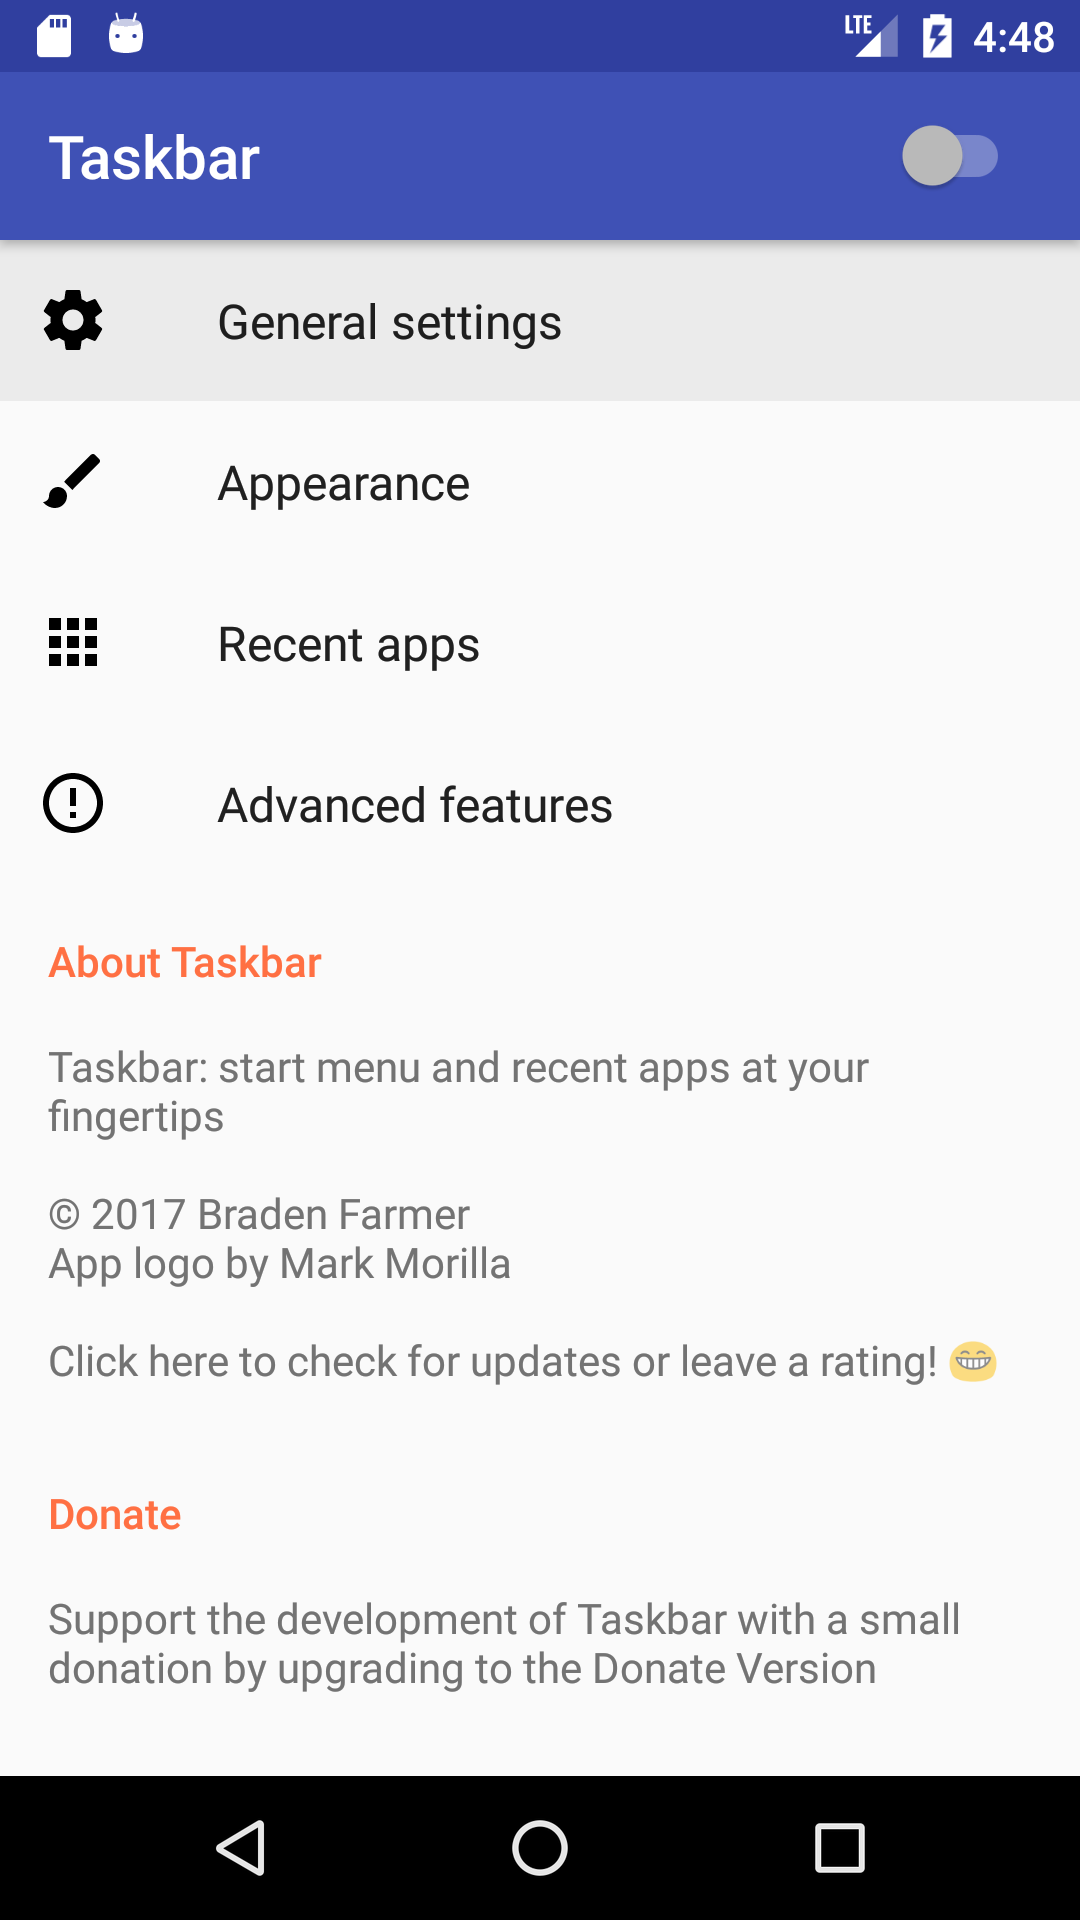 LTE 4:48
Taskbar
General settings
Appearance
Recent apps
Advanced features
About Taskbar
Taskbar: start menu and recent apps at your
fingertips
© 2017 Braden Farmer
App logo by Mark Morilla
Click here to check for updates or leave a rating! 😁
Donate
Support the development of Taskbar with a small
donation by upgrading to the Donate Version